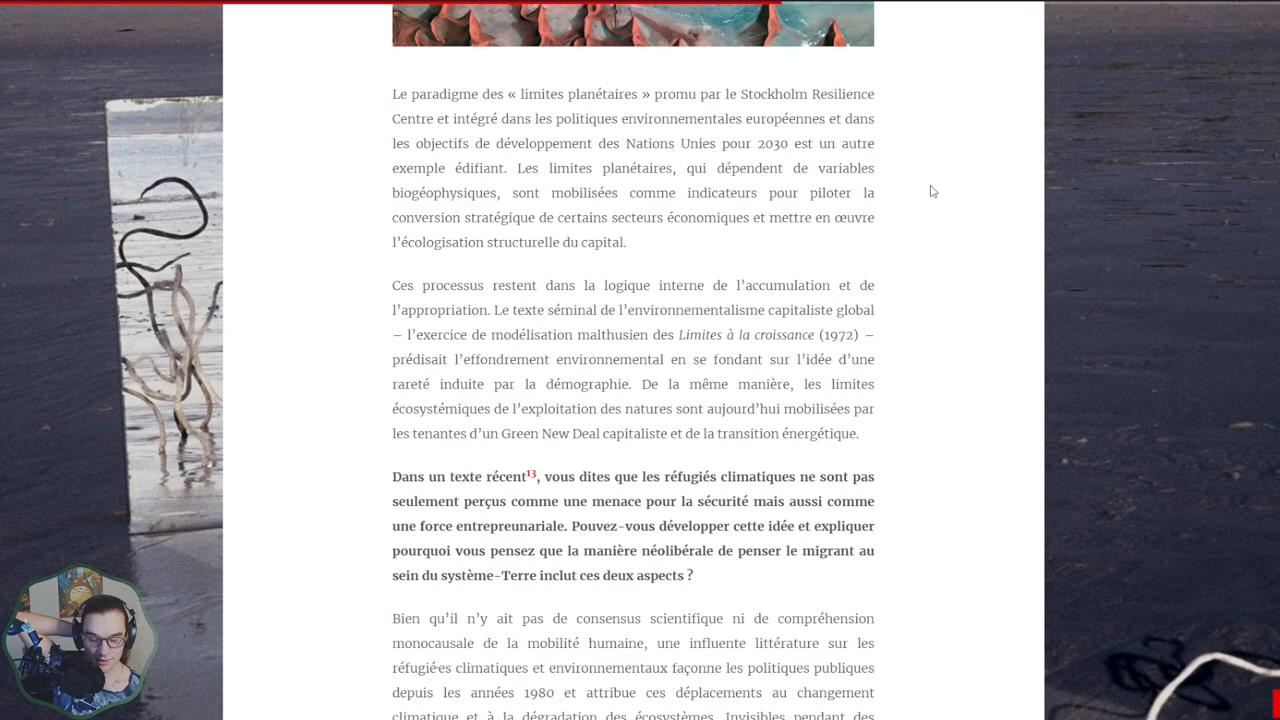 Le paradigme des « limites planétaires » promu par le Stockholm Resilience
Centre et intégré dans les politiques environnementales européennes et dans
les objectifs de développement des Nations Unies pour 2030 est un autre
exemple édifiant. Les limites planétaires, qui dépendent de variables
biogéophysiques, sont mobilisées comme indicateurs pour piloter la
conversion stratégique de certains secteurs économiques et mettre en œuvre
l’écologisation structurelle du capital.
Ces processus restent dans la logique interne de l’accumulation et de
l’appropriation. Le texte séminal de l’environnementalisme capitaliste global
– l’exercice de modélisation malthusien des Limites à la croissance (1972) –
prédisait l’effondrement environnemental en se fondant sur l’idée d’une
rareté induite par la démographie. De la même manière, les limites
écosystémiques de l’exploitation des natures sont aujourd’hui mobilisées par
les tenantes d’un Green New Deal capitaliste et de la transition énergétique.
Dans un texte récent13, vous dites que les réfugiés climatiques ne sont pas
seulement perçus comme une menace pour la sécurité mais aussi comme
une force entrepreunariale. Pouvez-vous développer cette idée et expliquer
pourquoi vous pensez que la manière néolibérale de penser le migrant au
sein du système-Terre inclut ces deux aspects ?
Bien qu’il n’y ait pas de consensus scientifique ni de compréhension
monocausale de la mobilité humaine, une influente littérature sur les
réfugié·es climatiques et environnementaux façonne les politiques publiques
depuis les années 1980 et attribue ces déplacements au changement
climatique et à la dégradation des écosystèmes. Invisibles pendant des